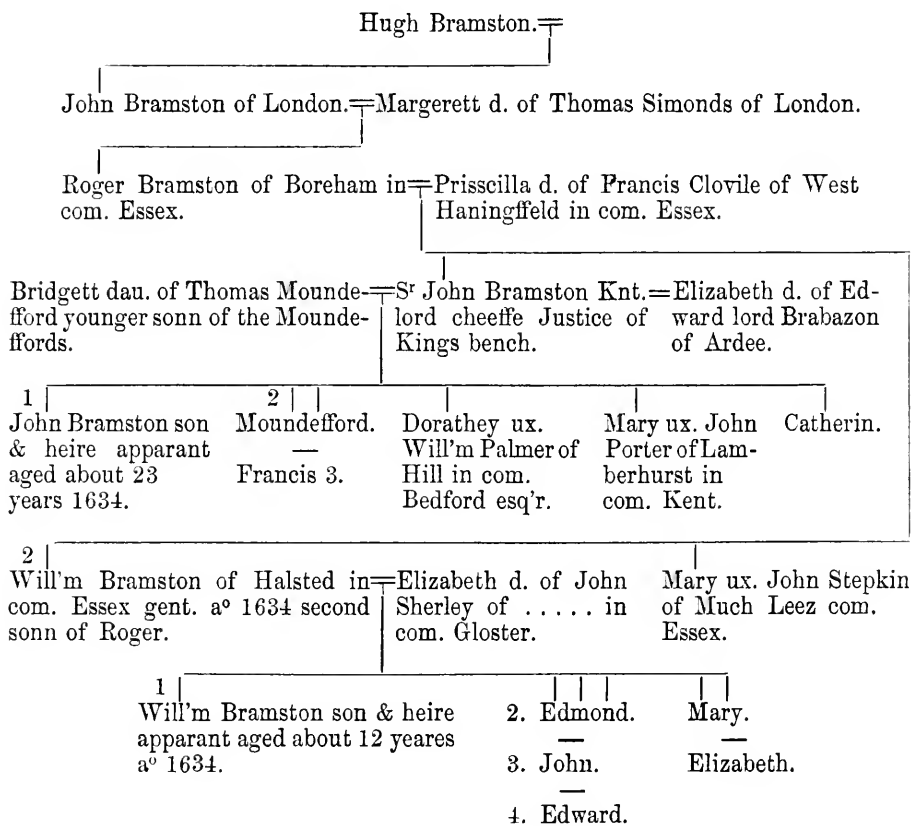 Hugh Bramston.
John Bramston of London.=Margerett d. of Thomas Simonds of London.
Roger Bramston of Boreham in
com. Essex.
Prisscilla d. of Francis Clovile of West
Haningffeld in com. Essex.
Bridgett dau. of Thomas Mounde-
fford younger sonn of the Mounde-
ffords.
Sr John Bramston Knt.
lord cheeffe Justice of
Kings bench.
Elizabeth d. of Ed-
ward lord Brabazon
of Ardee.
1
John Bramston son
& heire apparant
aged about 23
years 1634.
2
Moundefford.
—
Francis 3.
Dorathey ux.
Will'm Palmer of
Hill in com.
Bedford esq'r.
Mary ux. John
Porter of Lam-
berhurst in
com. Kent.
Catherin.
2
Will'm Bramston of Halsted in
com. Essex gent. ao 1634 second
sonn of Roger.
Elizabeth d. of John
Sherley of ..... in
com. Gloster.
Mary ux. John Stepkin
of Much Leez com.
Essex.
1
Will'm Bramston son & heire
apparant aged about 12 yeares
ao 1634.
2. Edmond.
—
3. John.
—
4. Edward.
Mary.
—
Elizabeth.